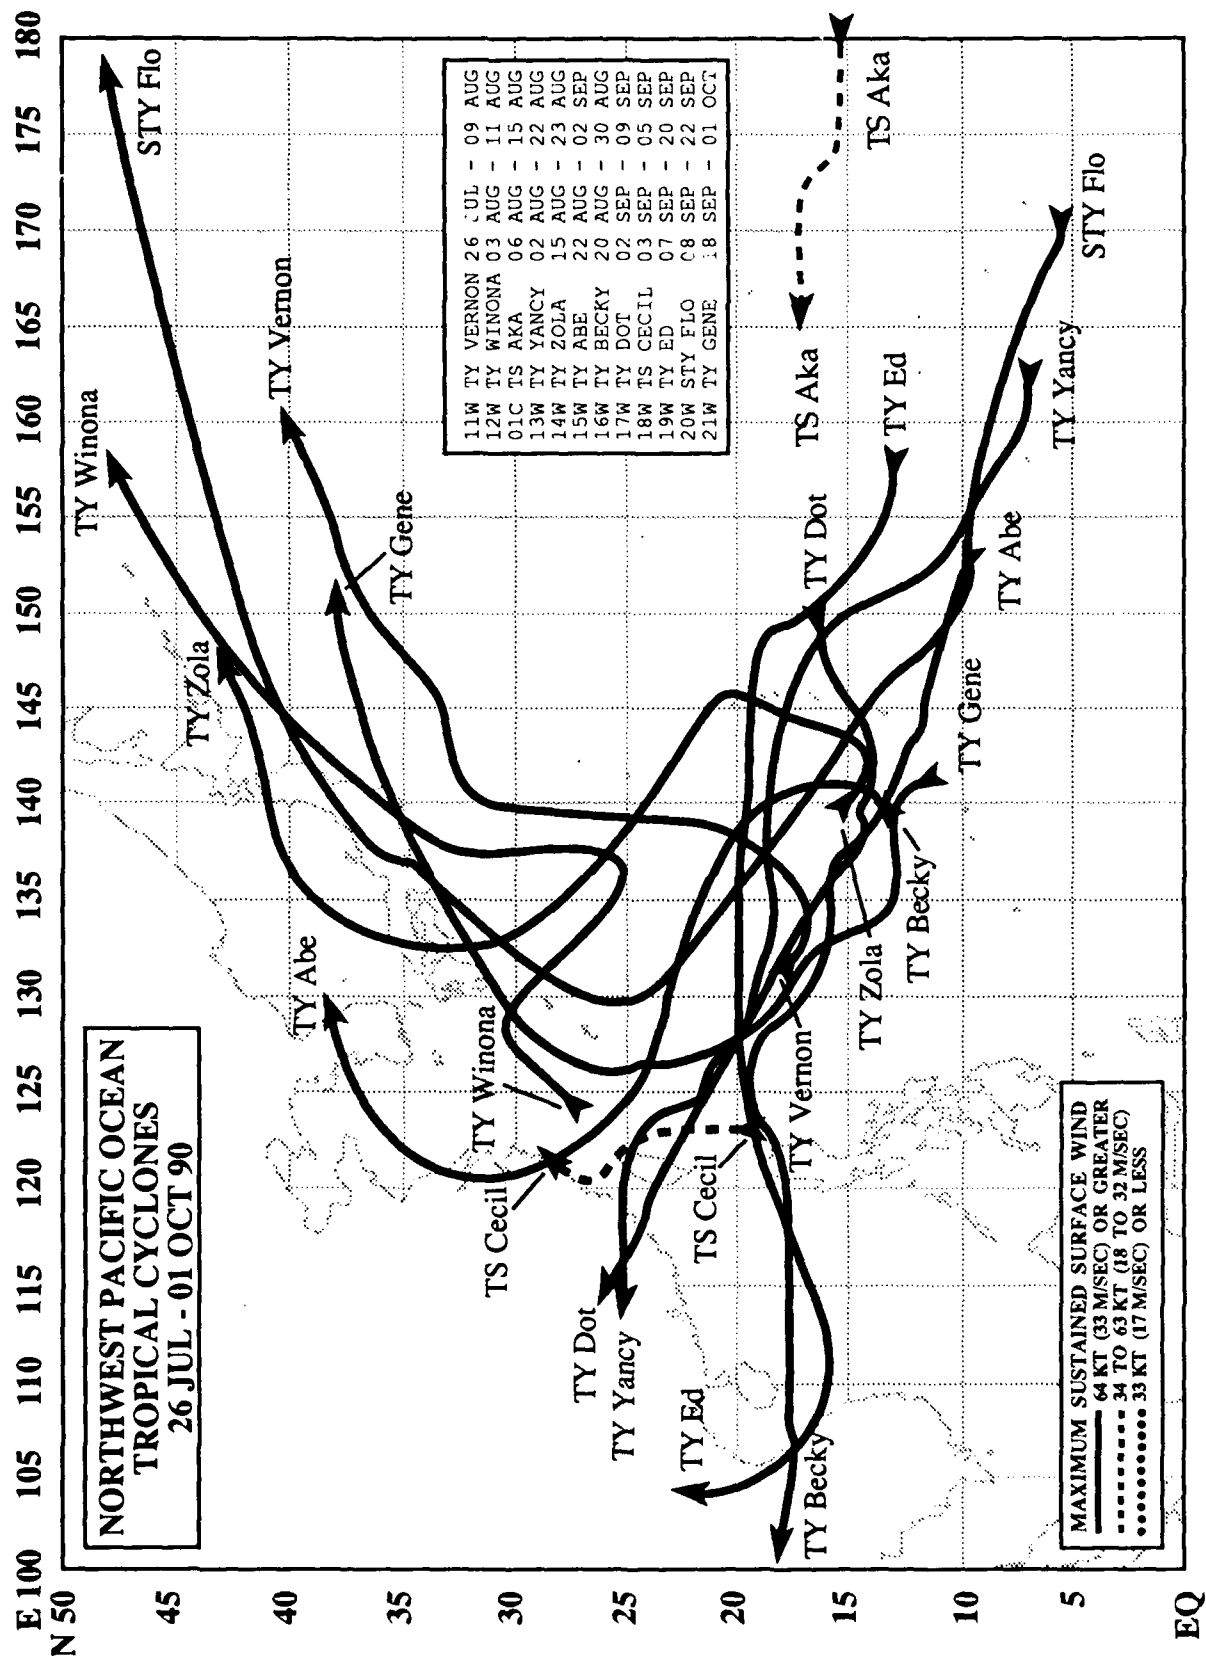 NORTHWEST PACIFIC OCEAN
TROPICAL CYCLONES
26 JUL - 01 OCT 90
E 100 105 110 115 120 125 130 135 140 145 150 155 160 165 170 175 180
N 50
45
40
35
30
25
20
15
10
5
EQ
STY Flo
TY Winona
TY Vernon
TY Zola
TY Gene
TY Abe
11W TY VERNON 26 JUL - 09 AUG
12W TY WINONA 03 AUG - 11 AUG
01C TS AKA 06 AUG - 15 AUG
13W TY YANCY 02 AUG - 22 AUG
14W TY ZOLA 15 AUG - 23 AUG
15W TY ABE 22 AUG - 02 SEP
16W TY BECKY 20 AUG - 30 AUG
17W TY DOT 02 SEP - 09 SEP
18W TS CECIL 03 SEP - 05 SEP
19W TY ED 07 SEP - 20 SEP
20W STY FLO 08 SEP - 22 SEP
21W TY GENE 18 SEP - 01 OCT
TY Winona
TS Cecil
TY Dot
TY Yancy
TY Ed
TS Cecil
TY Becky
TY Vernon
TY Zola
TY Becky
TY Gene
TY Dot
TY Abe
TS Aka
TY Ed
TS Aka
TY Yancy
STY Flo
MAXIMUM SUSTAINED SURFACE WIND
64 KT (33 M/SEC) OR GREATER
34 TO 63 KT (18 TO 32 M/SEC)
33 KT (17 M/SEC) OR LESS